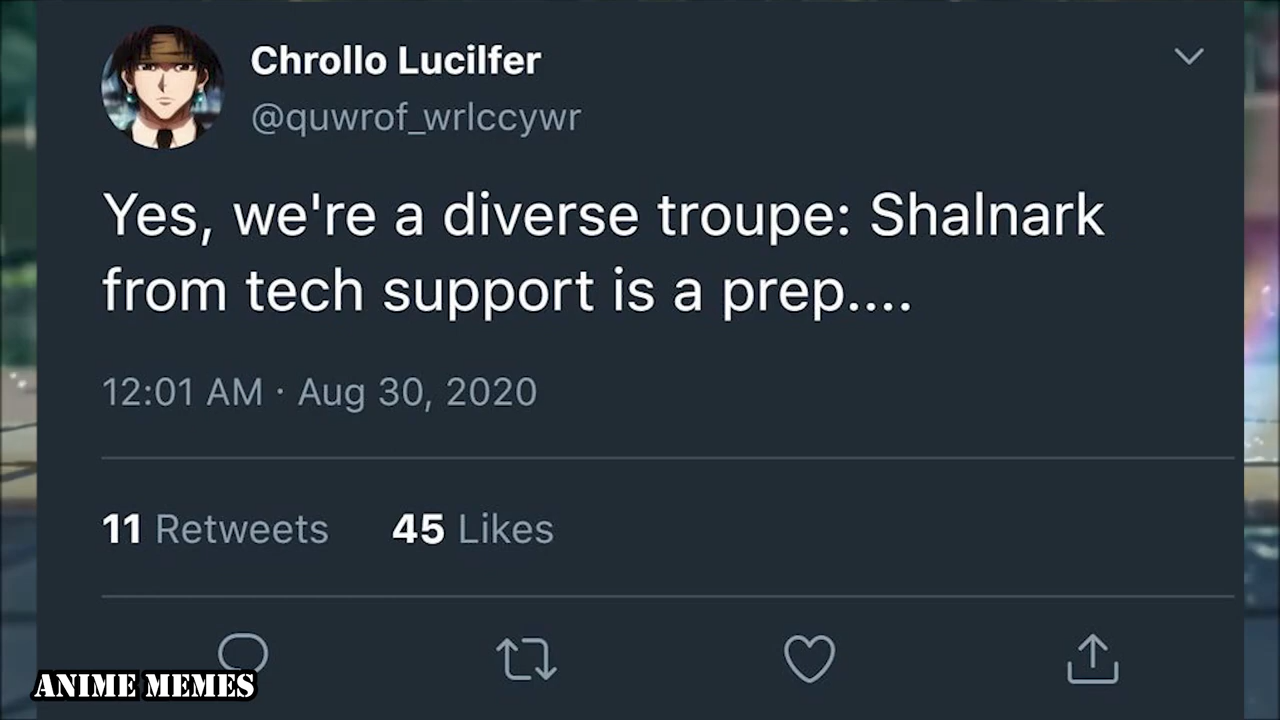 Chrollo Lucilfer
@quwrof_wrlccywr
Yes, we're a diverse troupe: Shalnark
from tech support is a prep....
12:01 AM · Aug 30, 2020
11 Retweets 45 Likes
ANIME MEMES